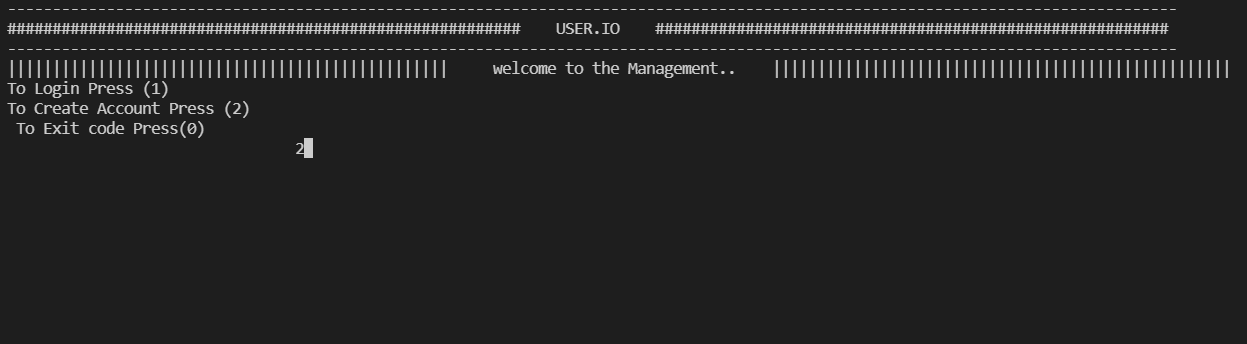 ----------------------------------------------------------------------------------------------------------------------------------
#########################################################    USER.IO    #########################################################
----------------------------------------------------------------------------------------------------------------------------------
|||||||||||||||||||||||||||||||||||||||||||||||||     welcome to the Management..    |||||||||||||||||||||||||||||||||||||||||||||||||||
To Login Press (1)
To Create Account Press (2)
 To Exit code Press(0)
                                2